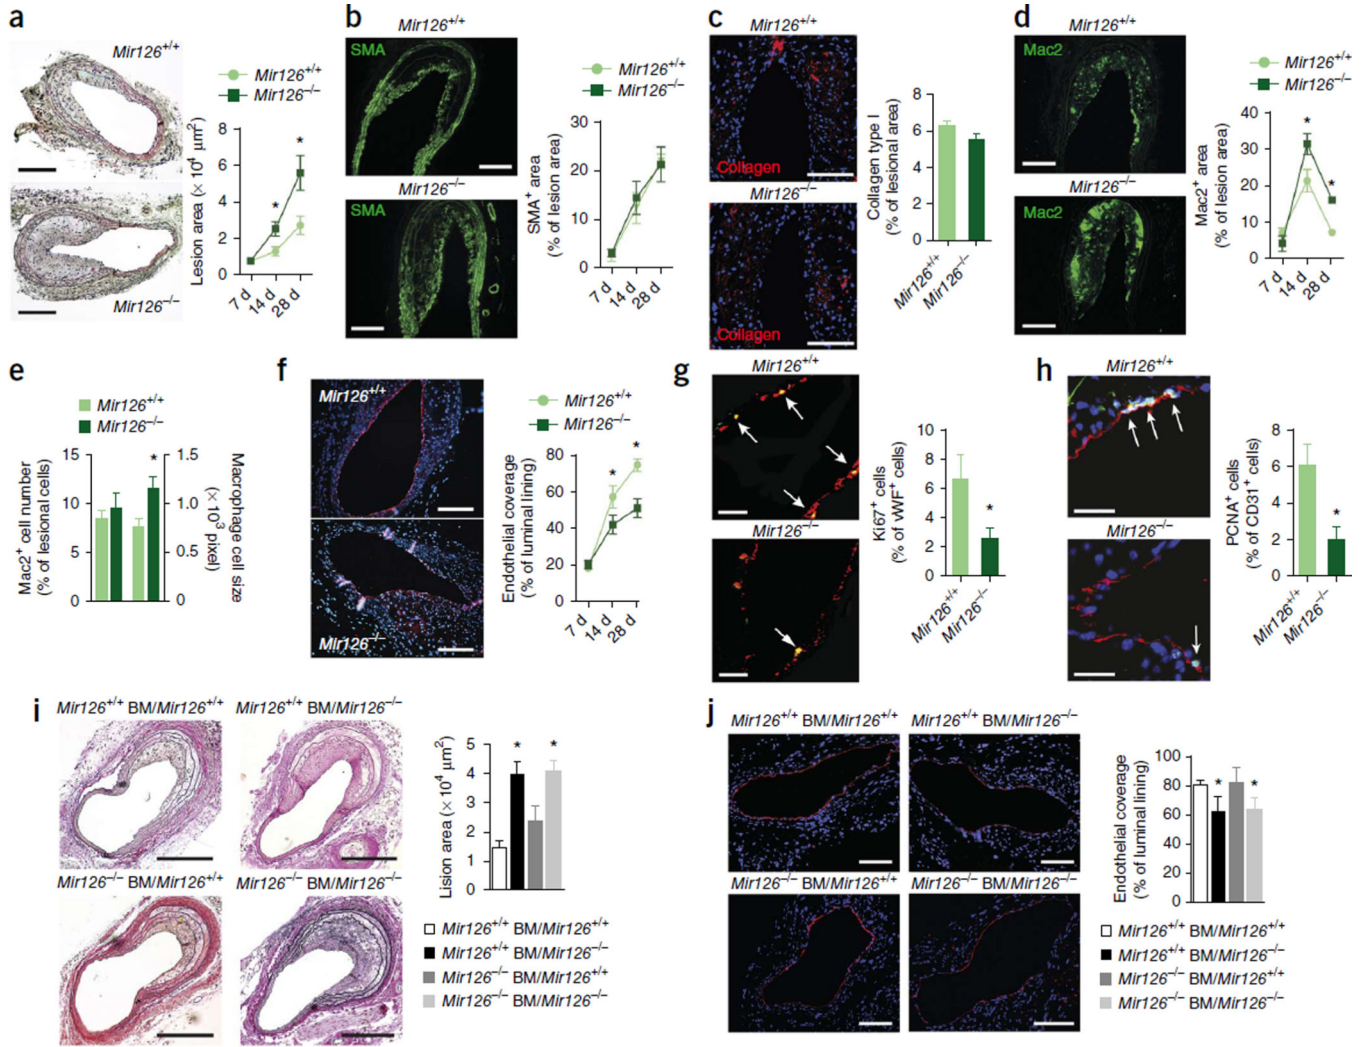 a
Mir126+/+
Mir126+/+
Mir126−/−
Lesion area (× 10⁴ μm²)
8
6
4
2
0
*
*
7 d
14 d
28 d
Mir126−/−
b
Mir126+/+
SMA
Mir126−/−
SMA
Mir126+/+
Mir126−/−
SMA+ area
(% of lesion area)
30
20
10
0
7 d
14 d
28 d
c
Mir126+/+
Collagen
Mir126−/−
Collagen
Collagen type I
(% of lesional area)
8
6
4
2
0
Mir126+/+
Mir126−/−
d
Mir126+/+
Mac2
Mir126−/−
Mac2
Mir126+/+
Mir126−/−
Mac2+ area
(% of lesion area)
40
30
20
10
0
*
*
7 d
14 d
28 d
e
Mir126+/+
Mir126−/−
Mac2+ cell number
(% of lesional cells)
15
10
5
0
*
1.5
1.0
0.5
0
Macrophage cell size
(× 10³ pixel)
f
Mir126+/+
Mir126−/−
Mir126+/+
Mir126−/−
Endothelial coverage
(% of luminal lining)
80
60
40
20
0
*
*
7 d
14 d
28 d
g
Mir126+/+
Mir126−/−
Ki67+ cells
(% of WF+ cells)
10
8
6
4
2
0
*
Mir126+/+
Mir126−/−
h
Mir126+/+
Mir126−/−
PCNA+ cells
(% of CD31+ cells)
8
6
4
2
0
*
Mir126+/+
Mir126−/−
i
Mir126+/+ BM/Mir126+/+
Mir126+/+ BM/Mir126−/−
Mir126−/− BM/Mir126+/+
Mir126−/− BM/Mir126−/−
Lision area (× 10⁴ μm²)
5
4
3
2
1
0
*
*
Mir126+/+ BM/Mir126+/+
Mir126+/+ BM/Mir126−/−
Mir126−/− BM/Mir126+/+
Mir126−/− BM/Mir126−/−
j
Mir126+/+ BM/Mir126+/+
Mir126+/+ BM/Mir126−/−
Mir126−/− BM/Mir126+/+
Mir126−/− BM/Mir126−/−
Endothelial coverage
(% of luminal lining)
100
80
60
40
20
0
*
*
Mir126+/+ BM/Mir126+/+
Mir126+/+ BM/Mir126−/−
Mir126−/− BM/Mir126+/+
Mir126−/− BM/Mir126−/−